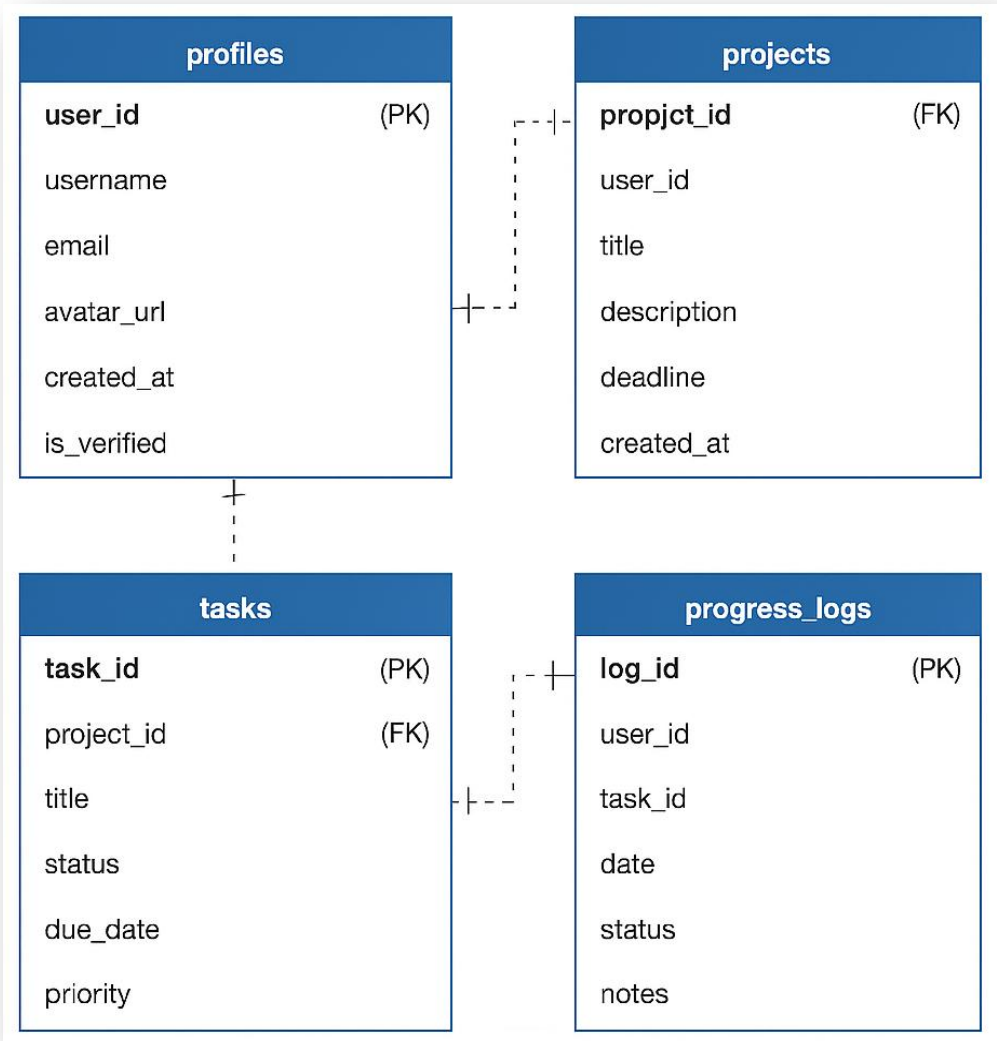 profiles
user_id (PK)
username
email
avatar_url
created_at
is_verified
projects
propjct_id (FK)
user_id
title
description
deadline
created_at
tasks
task_id (PK)
project_id (FK)
title
status
due_date
priority
progress_logs
log_id (PK)
user_id
task_id
date
status
notes